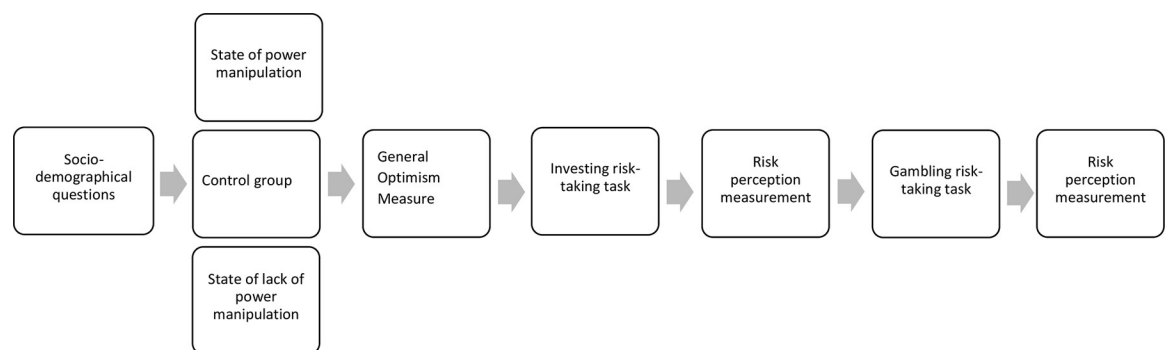 State of power
manipulation
Socio-
demographical
questions
Control group
General
Optimism
Measure
Investing risk-
taking task
Risk
perception
measurement
Gambling risk-
taking task
Risk
perception
measurement
State of lack of
power
manipulation